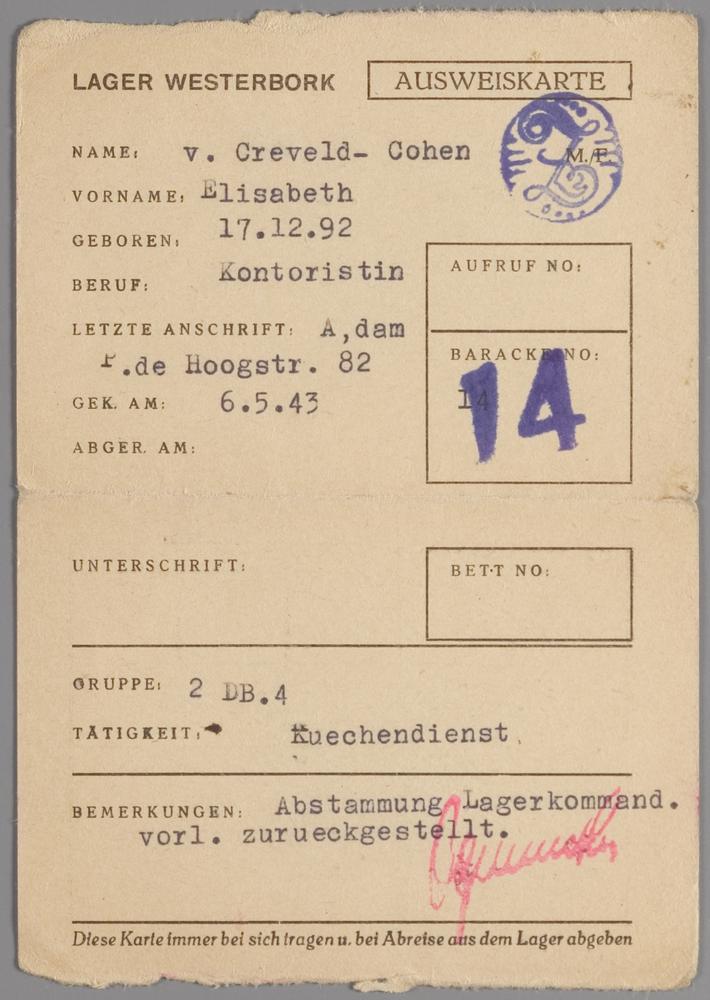 LAGER WESTERBORK AUSWEISKARTE
NAME: v. Creveld- Cohen M./F.
VORNAME: Elisabeth
GEBOREN: 17.12.92
BERUF: Kontoristin
AUFRUF NO:
LETZTE ANSCHRIFT: A,dam
P.de Hoogstr. 82
BARACKE NO:
14
14
GEK. AM: 6.5.43
ABGER. AM:
UNTERSCHRIFT:
BETT NO:
GRUPPE: 2 DB.4
TÄTIGKEIT: Kuechendienst
BEMERKUNGEN: Abstammung Lagerkommand.
vorl. zurueckgestellt.
Diese Karte immer bei sich tragen u. bei Abreise aus dem Lager abgeben